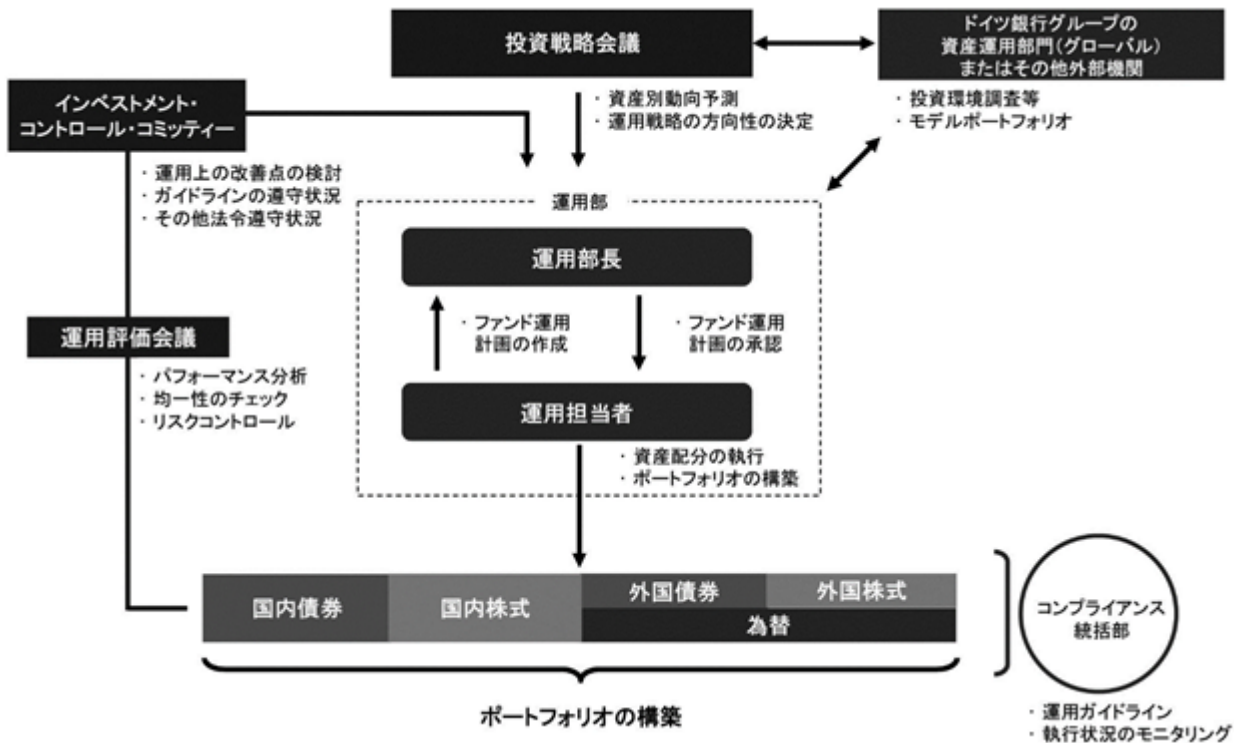 投資戦略会議
ドイツ銀行グループの
資産運用部門(グローバル)
またはその他外部機関
・投資環境調査等
・モデルポートフォリオ
・資産別動向予測
・運用戦略の方向性の決定
インベストメント・
コントロール・コミッティー
・運用上の改善点の検討
・ガイドラインの遵守状況
・その他法令遵守状況
運用部
運用部長
・ファンド運用
計画の作成
・ファンド運用
計画の承認
運用担当者
・資産配分の執行
・ポートフォリオの構築
運用評価会議
・パフォーマンス分析
・均一性のチェック
・リスクコントロール
国内債券
国内株式
外国債券
外国株式
為替
ポートフォリオの構築
コンプライアンス
統括部
・運用ガイドライン
・執行状況のモニタリング